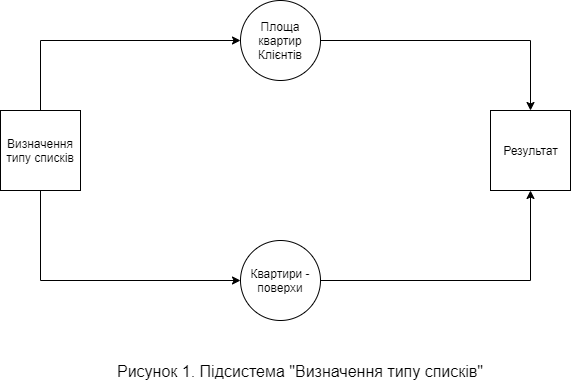 Площа
квартир
Клієнтів
Визначення
типу списків
Результат
Квартири -
поверхи
Рисунок 1. Підсистема "Визначення типу списків"